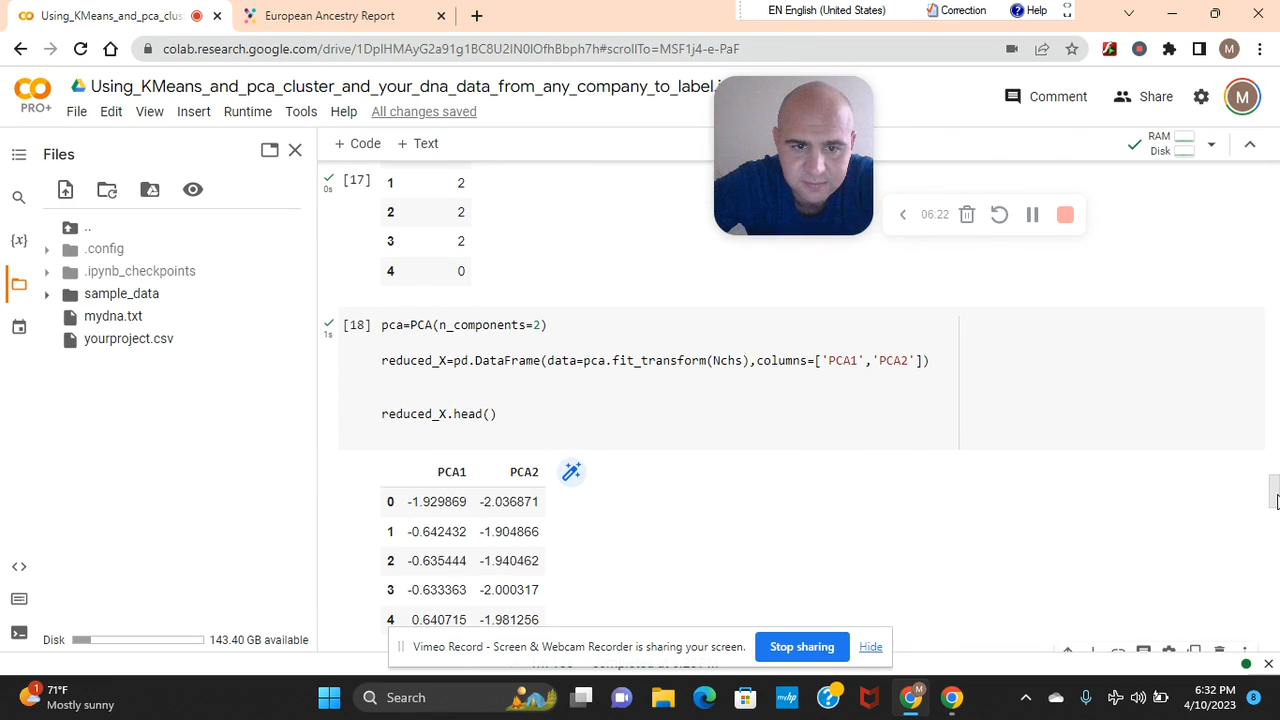 Using_KMeans_and_pca_clus
European Ancestry Report
EN English (United States)
Correction
Help
colab.research.google.com/drive/1DpIHMAyG2a91g1BC8U2IN0IOfhBbph7h#scrollTo=MSF1j4-e-PaF
M
PRO+
Using_KMeans_and_pca_cluster_and_your_dna_data_from_any_company_to_label.i
Comment
Share
M
File
Edit
View
Insert
Runtime
Tools
Help
All changes saved
Files
+ Code
+ Text
RAM
Disk
{x}
..
.config
.ipynb_checkpoints
sample_data
mydna.txt
yourproject.csv
[17]
0s
1 2
2 2
3 2
4 0
06:22
[18]
1s
pca=PCA(n_components=2)
reduced_X=pd.DataFrame(data=pca.fit_transform(Nchs),columns=['PCA1','PCA2'])
reduced_X.head()
PCA1 PCA2
0 -1.929869 -2.036871
1 -0.642432 -1.904866
2 -0.635444 -1.940462
3 -0.633363 -2.000317
4 0.640715 -1.981256
Disk
143.40 GB available
Vimeo Record - Screen & Webcam Recorder is sharing your screen.
Stop sharing
Hide
1
71°F
Mostly sunny
Search
6:32 PM
4/10/2023
8